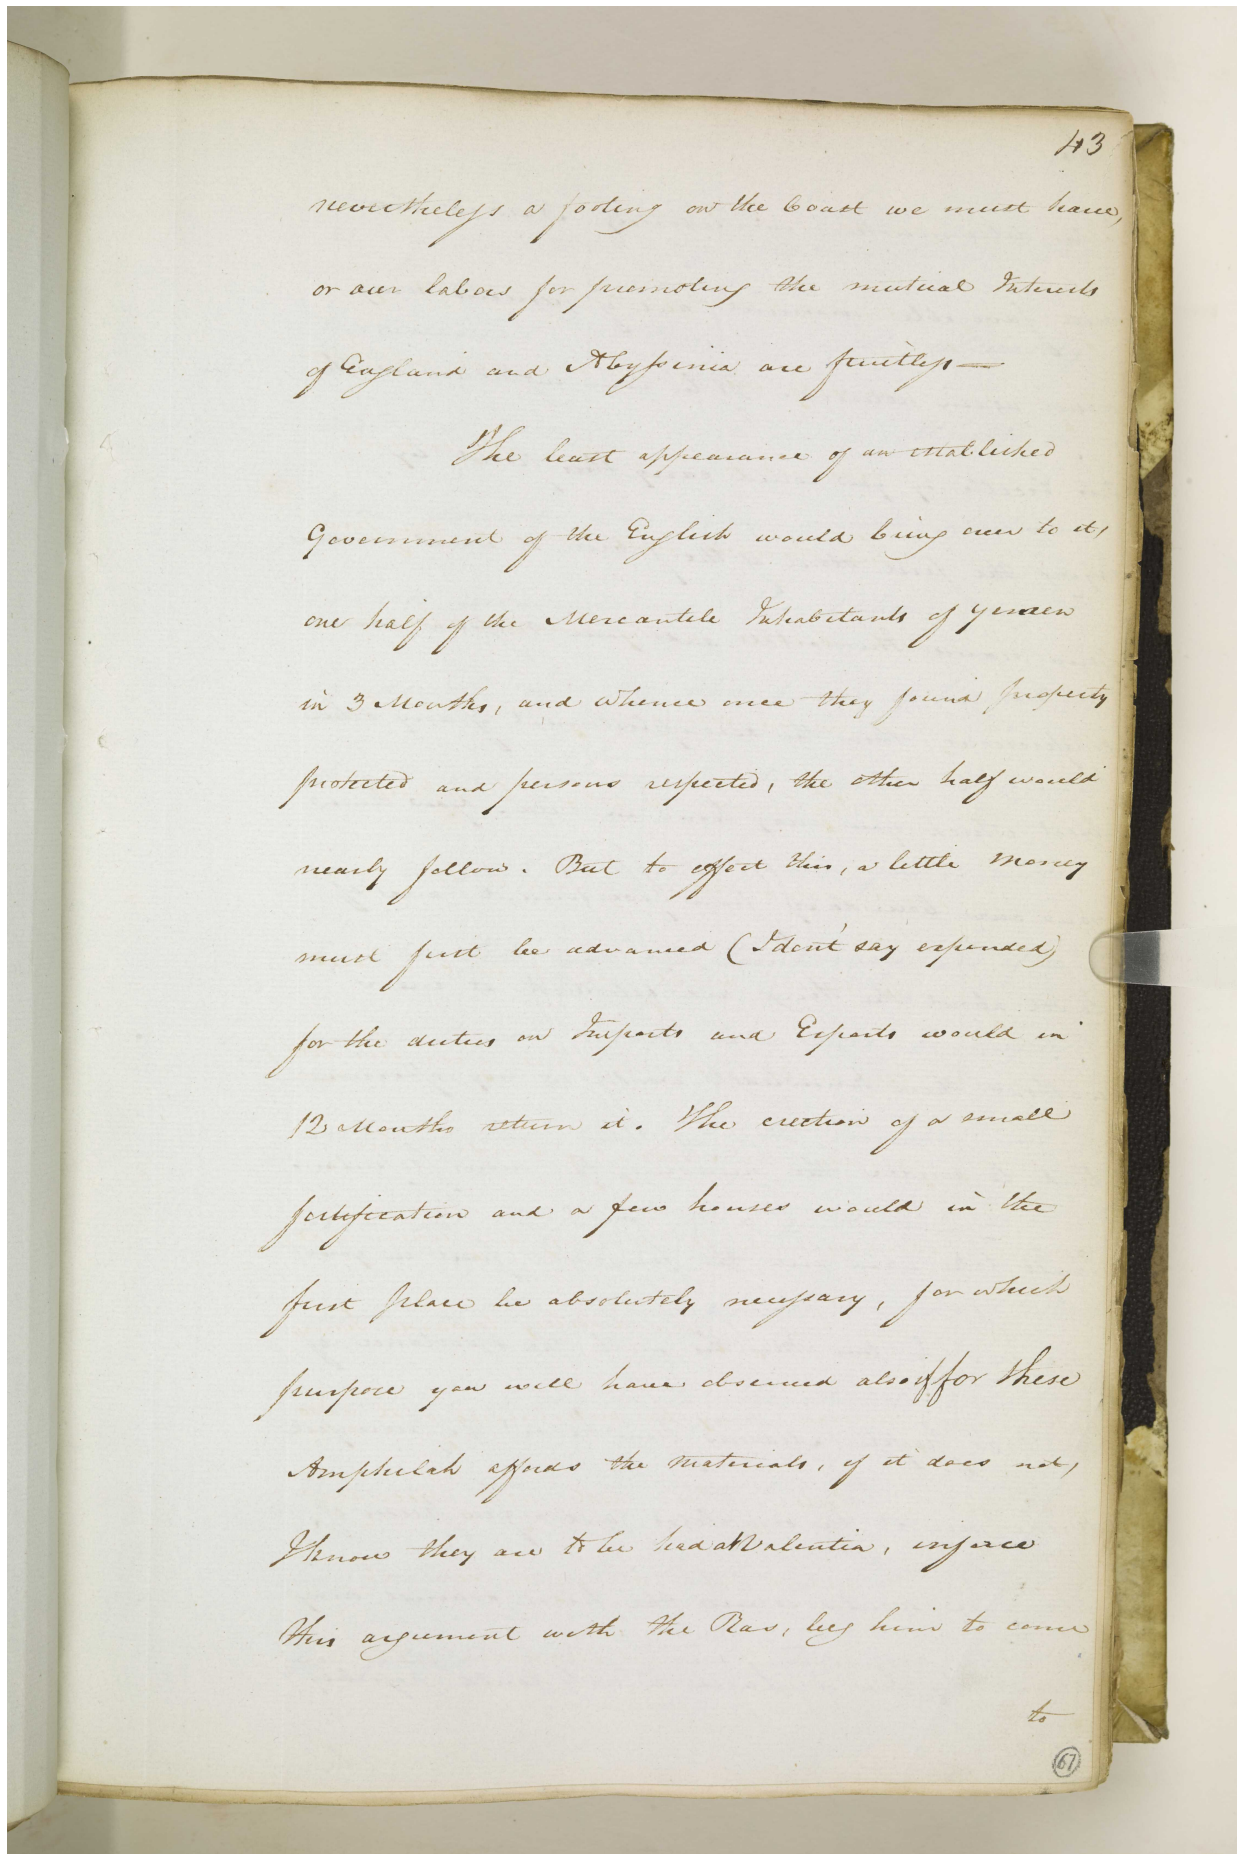 43
nevertheless a footing on the Coast we must have,
or our labors for promoting the mutual Interests
of England and Abyssinia are fruitless —
The least appearance of an established
Government of the English would bring over to it,
one half of the Mercantile Inhabitants of Yemen
in 3 Months, and whence once they found property
protected and persons respected, the other half would
nearly follow. But to effect this, a little Money
must first be advanced (I dont say expended)
for the duties on Imports and Exports would in
12 Months return it. The erection of a small
fortification and a few houses would in the
first place be absolutely necessary, for which
purpose you will have observed also if for these
Amphilah affords the Materials, if it does not,
I know they are to be had at Valentia, inforce
this argument with the Ras, beg him to come
to
67